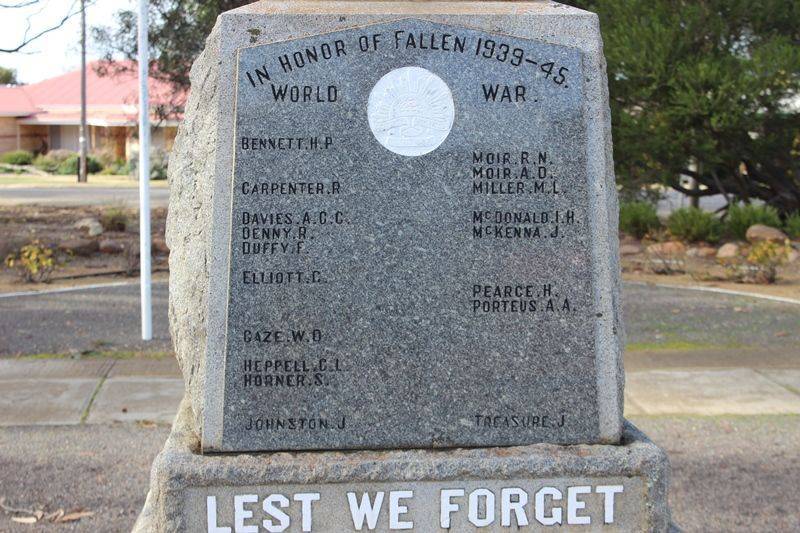 IN HONOR OF FALLEN 1939-45.
WORLD WAR.
BENNETT.H.P
CARPENTER.R
DAVIES.A.C.C.
DENNY.R.
DUFFY.F.
ELLIOTT.C.
GAZE.W.D
HEPPELL.C.L
HORNER.S.
JOHNSTON.J
MOIR.R.N.
MOIR.A.D.
MILLER.M.L.
McDONALD.I.H.
McKENNA.J.
PEARCE.H.
PORTEUS.A.A.
TREASURE.J
LEST WE FORGET